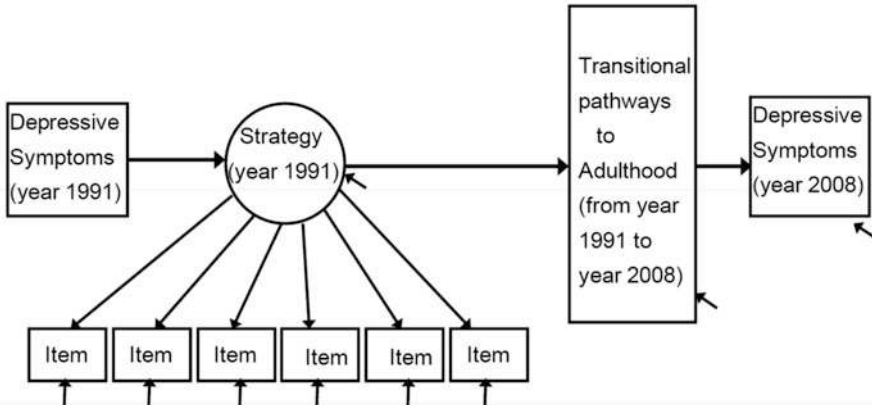 Depressive
Symptoms
(year 1991)
Strategy
(year 1991)
Transitional
pathways
to
Adulthood
(from year
1991 to
year 2008)
Depressive
Symptoms
(year 2008)
Item
Item
Item
Item
Item
Item